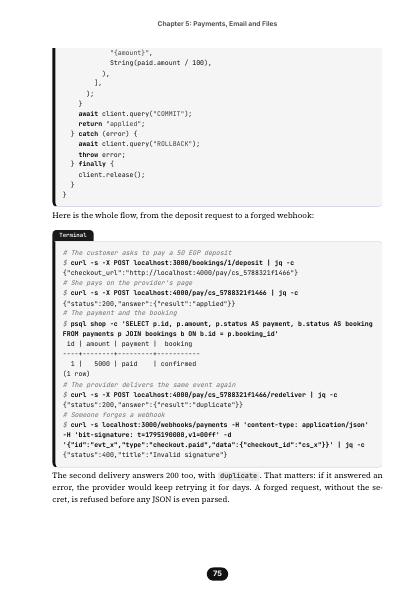 Chapter 5: Payments, Email and Files
"{amount}",
String(paid.amount / 100),
),
],
);
}
await client.query("COMMIT");
return "applied";
} catch (error) {
await client.query("ROLLBACK");
throw error;
} finally {
client.release();
}
}
Here is the whole flow, from the deposit request to a forged webhook:
Terminal
# The customer asks to pay a 50 EGP deposit
$ curl -s -X POST localhost:3000/bookings/1/deposit | jq -c
{"checkout_url":"http://localhost:4000/pay/cs_5788321f1466"}
# She pays on the provider's page
$ curl -s -X POST localhost:4000/pay/cs_5788321f1466 | jq -c
{"status":200,"answer":{"result":"applied"}}
# The payment and the booking
$ psql shop -c 'SELECT p.id, p.amount, p.status AS payment, b.status AS booking
FROM payments p JOIN bookings b ON b.id = p.booking_id'
id | amount | payment |  booking
----+--------+---------+-----------
1 |   5000 | paid    | confirmed
(1 row)
# The provider delivers the same event again
$ curl -s -X POST localhost:4000/pay/cs_5788321f1466/redeliver | jq -c
{"status":200,"answer":{"result":"duplicate"}}
# Someone forges a webhook
$ curl -s localhost:3000/webhooks/payments -H 'content-type: application/json'
-H 'bit-signature: t=1795190000,v1=00ff' -d
'{"id":"evt_x","type":"checkout.paid","data":{"checkout_id":"cs_x"}}' | jq -c
{"status":400,"title":"Invalid signature"}
The second delivery answers 200 too, with duplicate. That matters: if it answered an
error, the provider would keep retrying it for days. A forged request, without the se-
cret, is refused before any JSON is even parsed.
75